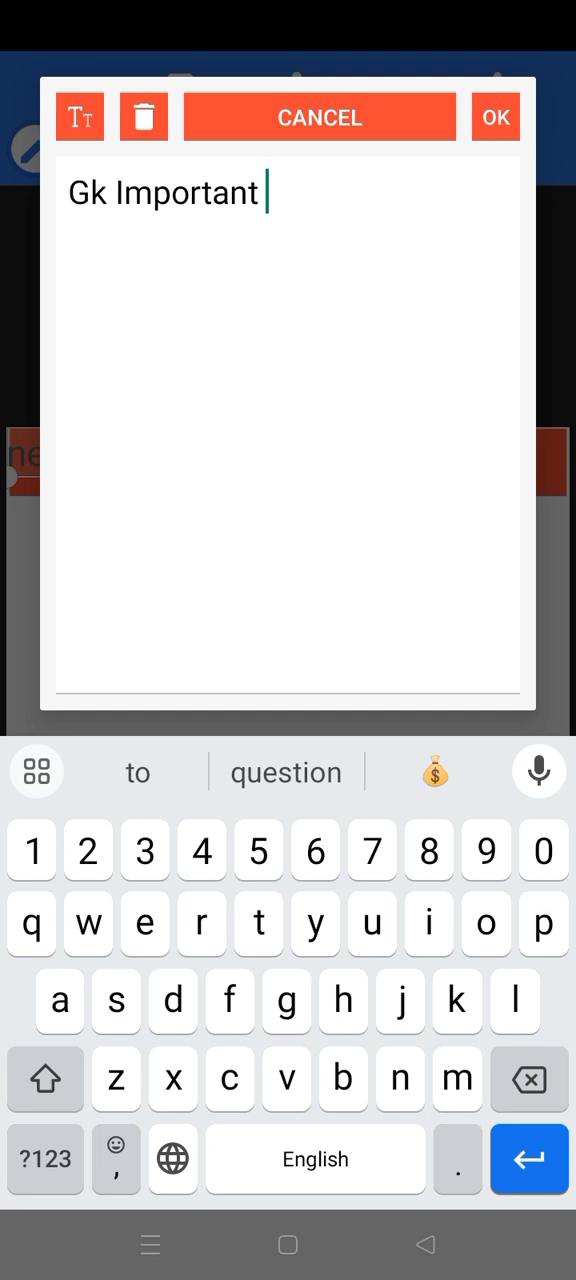 Tт CANCEL OK
Gk Important
ne
to question
1 2 3 4 5 6 7 8 9 0
q w e r t y u i o p
a s d f g h j k l
z x c v b n m
?123 , English .